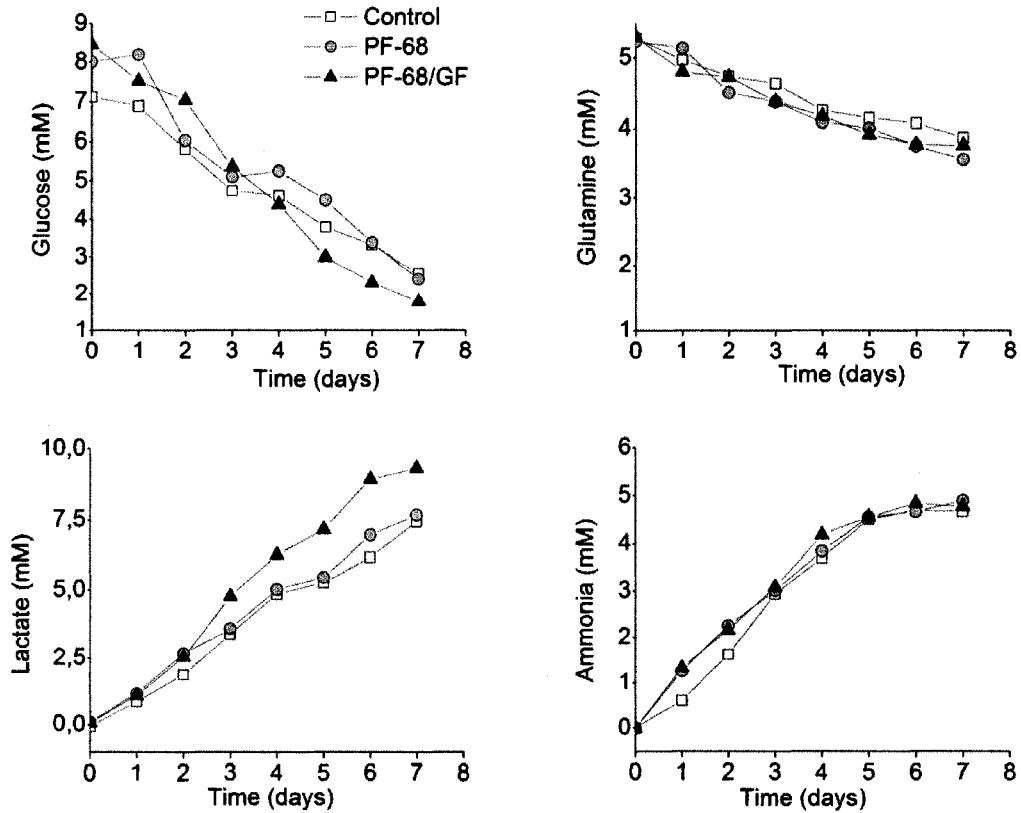 Control
PF-68
PF-68/GF
Glucose (mM)
9
8
7
6
5
4
3
2
1
0 1 2 3 4 5 6 7 8
Time (days)
Glutamine (mM)
5
4
3
2
1
0 1 2 3 4 5 6 7 8
Time (days)
Lactate (mM)
10,0
7,5
5,0
2,5
0,0
0 1 2 3 4 5 6 7 8
Time (days)
Ammonia (mM)
6
5
4
3
2
1
0
0 1 2 3 4 5 6 7 8
Time (days)